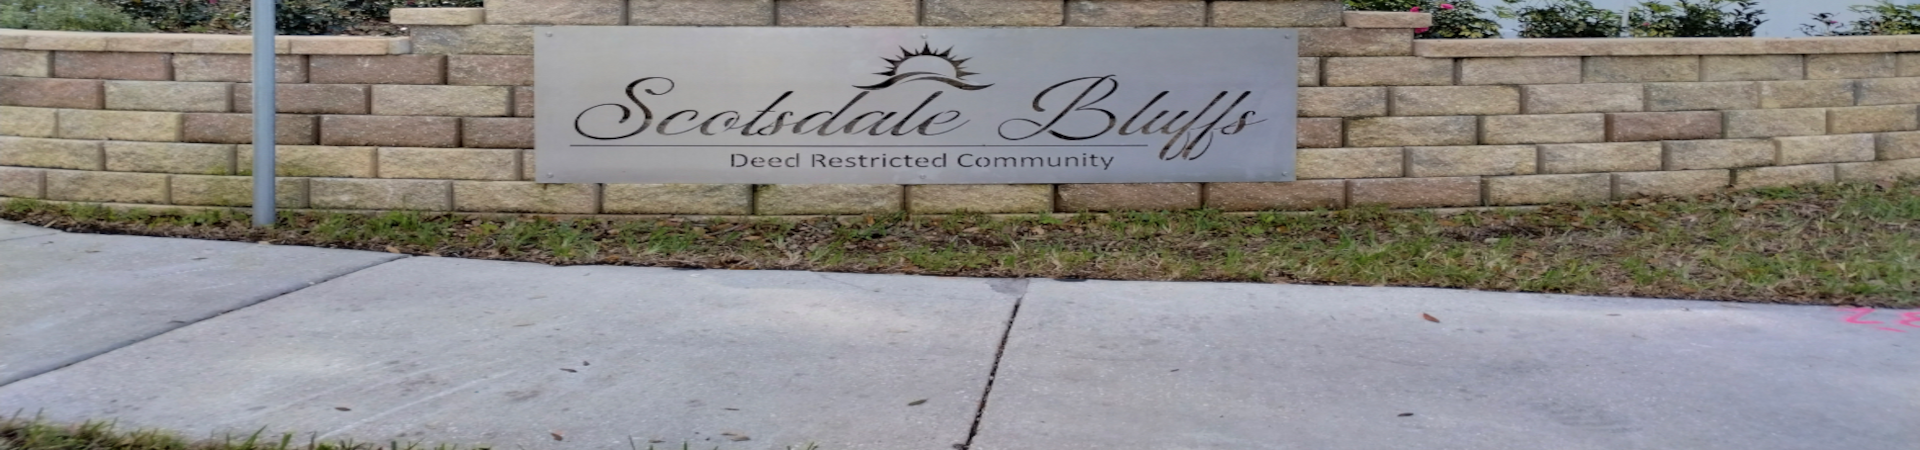 Scotsdale Bluffs
Deed Restricted Community